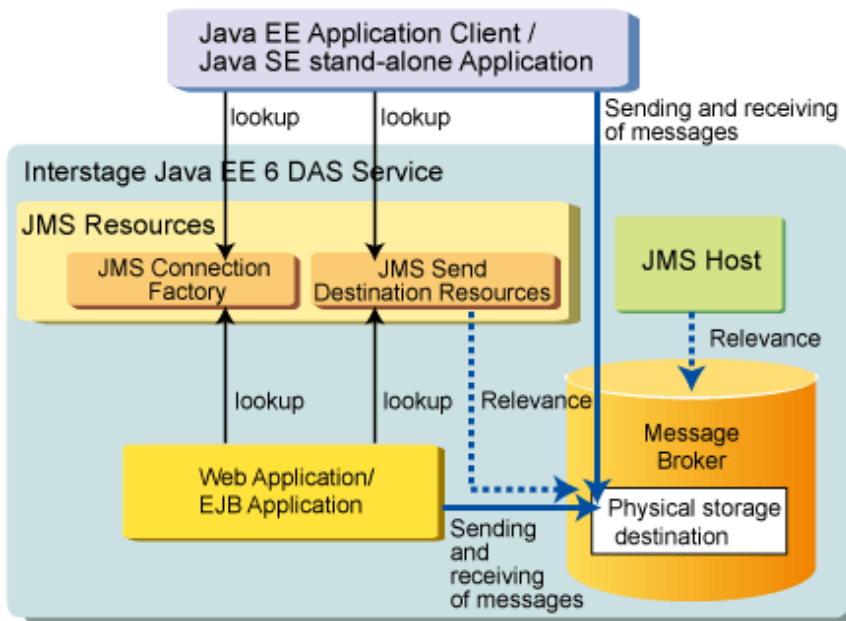 Java EE Application Client /
Java SE stand-alone Application
lookup
lookup
Sending and receiving
of messages
Interstage Java EE 6 DAS Service
JMS Resources
JMS Connection
Factory
JMS Send
Destination Resources
JMS Host
Relevance
lookup
lookup
Relevance
Message
Broker
Web Application/
EJB Application
Physical storage
destination
Sending
and
receiving
of messages